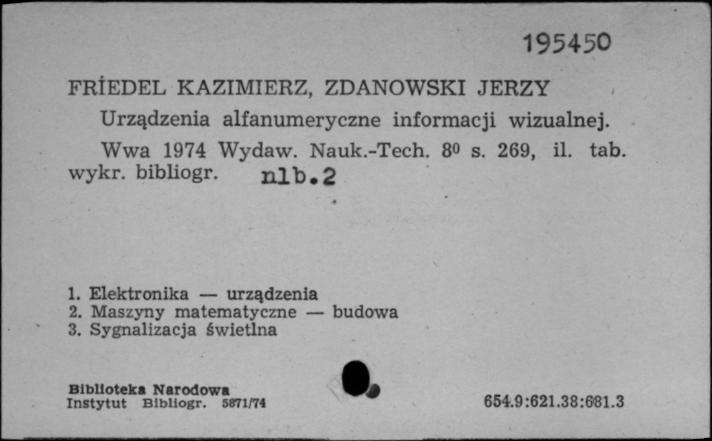 195450
FRIEDEL KAZIMIERZ, ZDANOWSKI JERZY
Urządzenia alfanumeryczne informacji wizualnej.
Wwa 1974 Wydaw. Nauk.-Tech. 8⁰ s. 269, il. tab.
wykr. bibliogr. nlb.2
1. Elektronika — urządzenia
2. Maszyny matematyczne — budowa
3. Sygnalizacja świetlna
Biblioteka Narodowa
Instytut Bibliogr. 5871/74
654.9:621.38:681.3